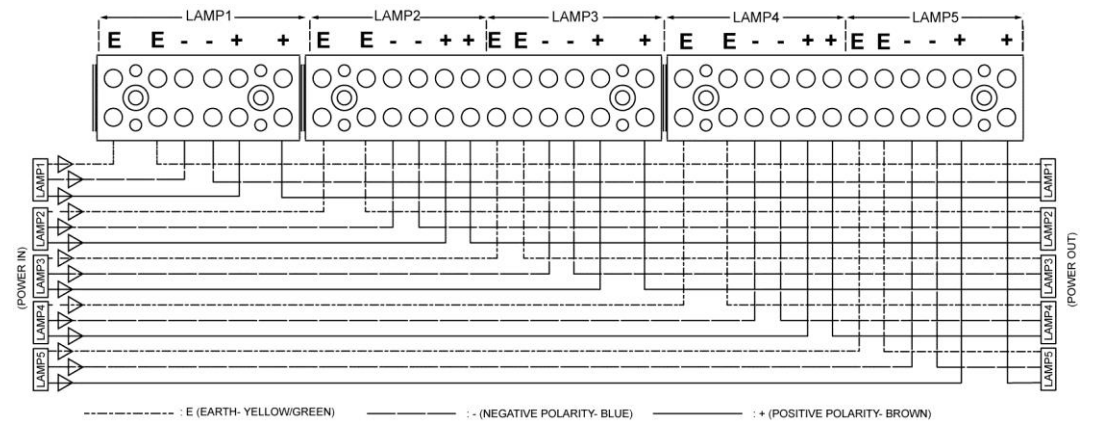 LAMP1 LAMP2 LAMP3 LAMP4 LAMP5
E E - - + + E E - - + + E E - - + + E E - - + + E E - - + +
(POWER IN)
LAMP1
LAMP2
LAMP3
LAMP4
LAMP5
LAMP1
LAMP2
LAMP3
LAMP4
LAMP5
(POWER OUT)
: E (EARTH- YELLOW/GREEN) : - (NEGATIVE POLARITY- BLUE) : + (POSITIVE POLARITY- BROWN)